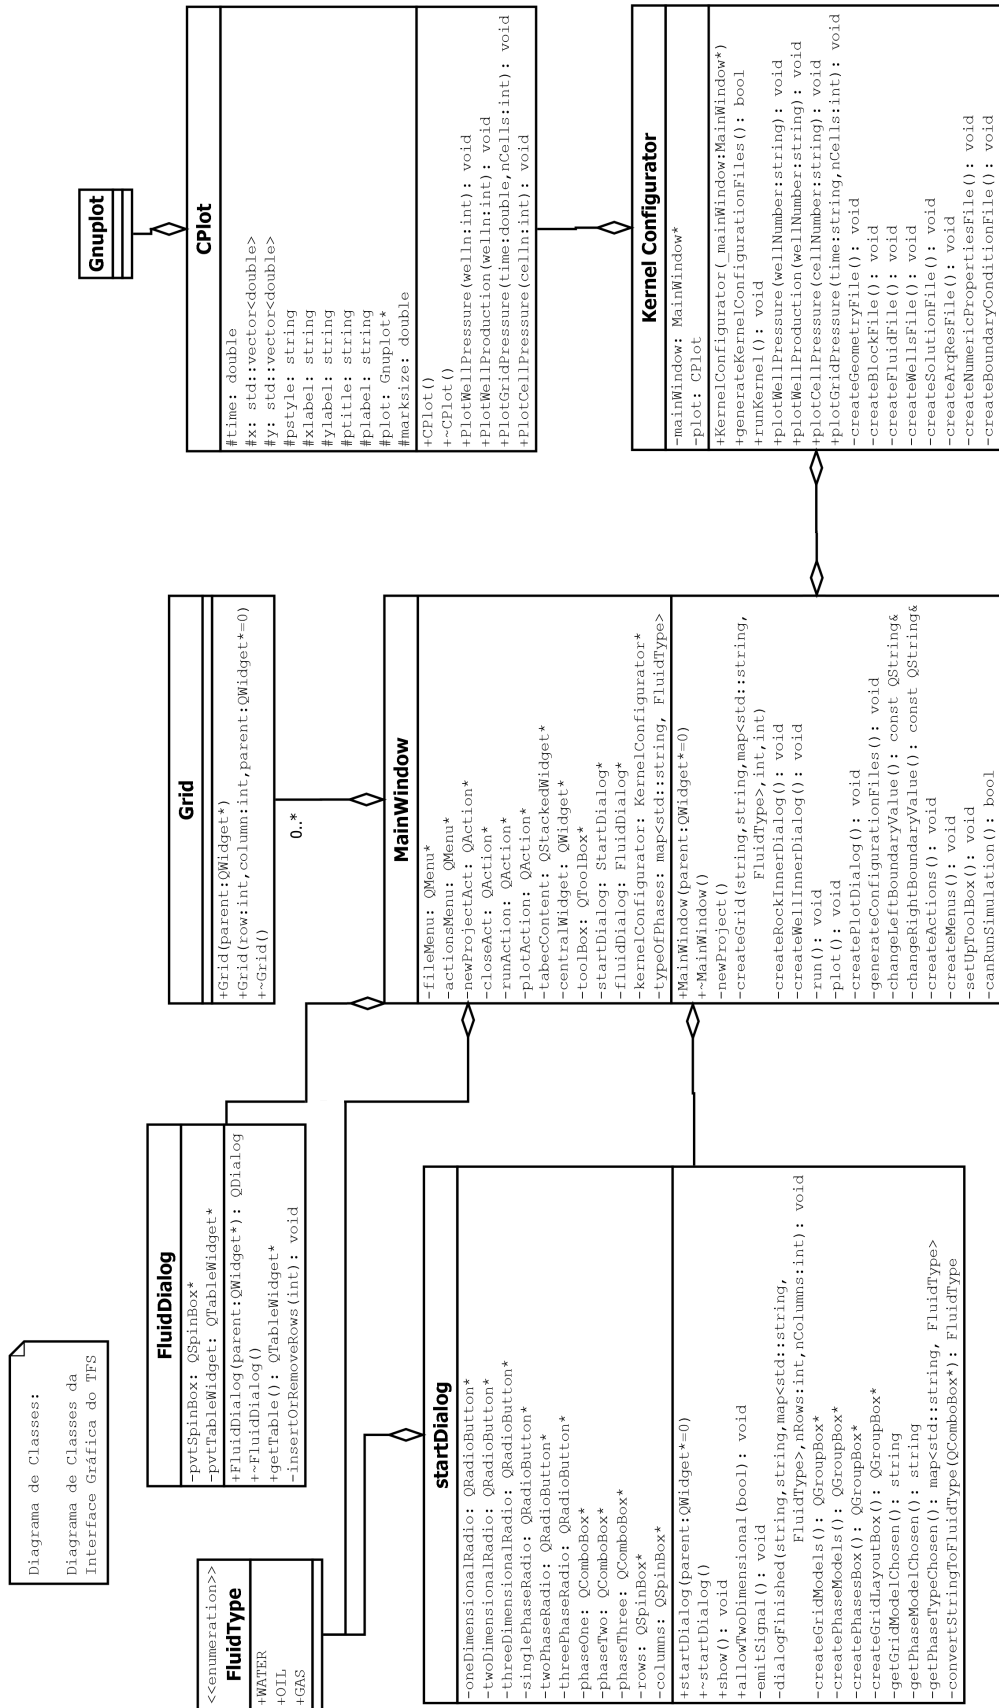 Diagrama de Classes:
Diagrama de Classes da
Interface Gráfica do TFS
<<enumeration>>
FluidType
+WATER
+OIL
+GAS
FluidDialog
-pvtSpinBox: QSpinBox*
-pvtTableWidget: QTableWidget*
+FluidDialog(parent:QWidget*): QDialog
+~FluidDialog()
+getTable(): QTableWidget*
-insertOrRemoveRows(int): void
startDialog
-oneDimensionalRadio: QRadioButton*
-twoDimensionalRadio: QRadioButton*
-threeDimensionalRadio: QRadioButton*
-singlePhaseRadio: QRadioButton*
-twoPhaseRadio: QRadioButton*
-threePhaseRadio: QRadioButton*
-phaseOne: QComboBox*
-phaseTwo: QComboBox*
-phaseThree: QComboBox*
-rows: QSpinBox*
-columns: QSpinBox*
+startDialog(parent:QWidget*=0)
+~startDialog()
+show(): void
+allowTwoDimensional(bool): void
-emitSignal(): void
-dialogFinished(string,string,map<std::string,
FluidType>,nRows:int,nColumns:int): void
-createGridModels(): QGroupBox*
-createPhaseModels(): QGroupBox*
-createPhasesBox(): QGroupBox*
-createGridLayoutBox(): QGroupBox*
-getGridModelChosen(): string
-getPhaseModelChosen(): string
-getPhaseTypeChosen(): map<std::string, FluidType>
-convertStringToFluidType(QComboBox*): FluidType
Grid
+Grid(parent:QWidget*)
+Grid(row:int,column:int,parent:QWidget*=0)
+~Grid()
0..*
MainWindow
-fileMenu: QMenu*
-actionsMenu: QMenu*
-newProjectAct: QAction*
-closeAct: QAction*
-runAction: QAction*
-plotAction: QAction*
-tabecContent: QStackedWidget*
-centralWidget: QWidget*
-toolBox: QToolBox*
-startDialog: StartDialog*
-fluidDialog: FluidDialog*
-kernelConfigurator: KernelConfigurator*
-typeOfPhases: map<std::string, FluidType>
+MainWindow(parent:QWidget*=0)
+~MainWindow()
-newProject()
-createGrid(string,string,map<std::string,
FluidType>,int,int)
-createRockInnerDialog(): void
-createWellInnerDialog(): void
-run(): void
-plot(): void
-createPlotDialog(): void
-generateConfigurationFiles(): void
-changeLeftBoundaryValue(): const QString&
-changeRightBoundaryValue(): const QString&
-createActions(): void
-createMenus(): void
-setUpToolBox(): void
-canRunSimulation(): bool
Gnuplot
CPlot
#time: double
#x: std::vector<double>
#y: std::vector<double>
#pstyle: string
#xlabel: string
#ylabel: string
#ptitle: string
#plabel: string
#plot: Gnuplot*
#marksize: double
+CPlot()
+~CPlot()
+PlotWellPressure(welln:int): void
+PlotWellProduction(welln:int): void
+PlotGridPressure(time:double,nCells:int): void
+PlotCellPressure(celln:int): void
Kernel Configurator
-mainWindow: MainWindow*
-plot: CPlot
+KernelConfigurator(_mainWindow:MainWindow*)
+generateKernelConfigurationFiles(): bool
+runKernel(): void
+plotWellPressure(wellNumber:string): void
+plotWellProduction(wellNumber:string): void
+plotCellPressure(cellNumber:string): void
+plotGridPressure(time:string,nCells:int): void
-createGeometryFile(): void
-createBlockFile(): void
-createFluidFile(): void
-createWellsFile(): void
-createSolutionFile(): void
-createArqResFile(): void
-createNumericPropertiesFile(): void
-createBoundaryConditionFile(): void